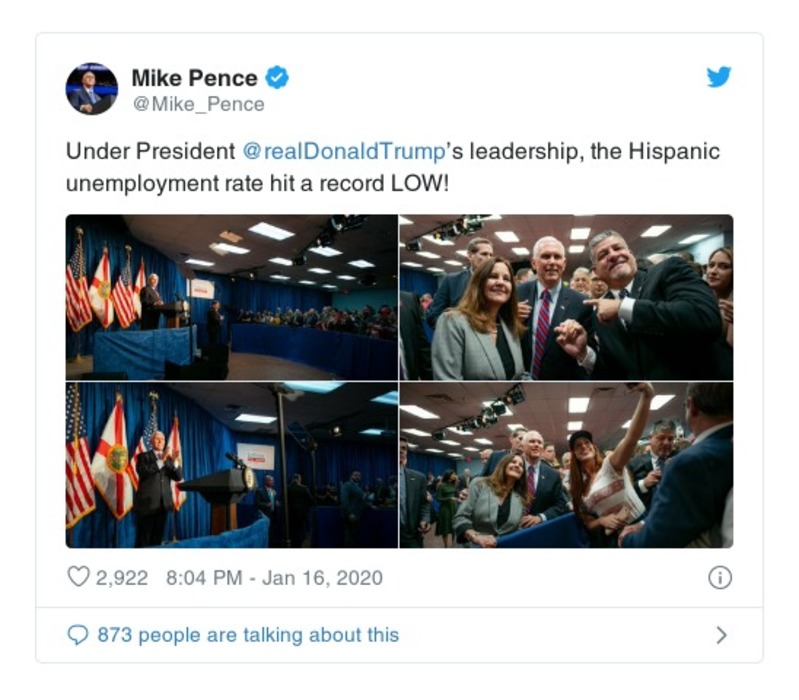 Mike Pence
@Mike_Pence
Under President @realDonaldTrump's leadership, the Hispanic
unemployment rate hit a record LOW!
2,922 8:04 PM - Jan 16, 2020
873 people are talking about this